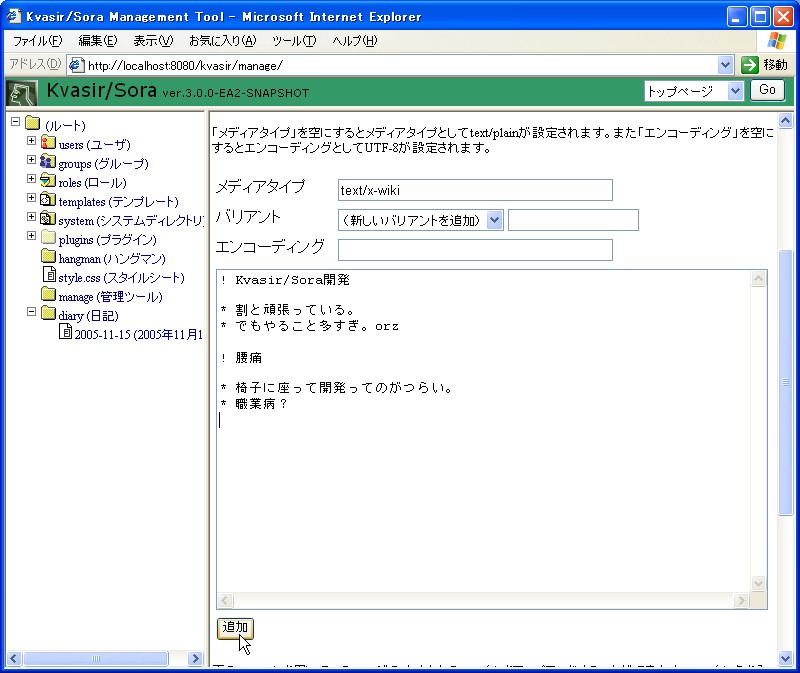 Kvasir/Sora Management Tool - Microsoft Internet Explorer
ファイル(F) 編集(E) 表示(V) お気に入り(A) ツール(T) ヘルプ(H)
アドレス(D) http://localhost:8080/kvasir/manage/ 移動
Kvasir/Sora ver.3.0.0-EA2-SNAPSHOT トップページ Go
(ルート)
users (ユーザ)
groups (グループ)
roles (ロール)
templates (テンプレート)
system (システムディレクトリ)
plugins (プラグイン)
hangman (ハングマン)
style.css (スタイルシート)
manage (管理ツール)
diary (日記)
2005-11-15 (2005年11月1
「メディアタイプ」を空にするとメディアタイプとしてtext/plainが設定されます。また「エンコーディング」を空に
するとエンコーディングとしてUTF-8が設定されます。
メディアタイプ text/x-wiki
バリアント (新しいバリアントを追加)
エンコーディング
! Kvasir/Sora開発
* 割と頑張っている。
* でもやること多すぎ。orz
! 腰痛
* 椅子に座って開発ってのがつらい。
* 職業病？
追加